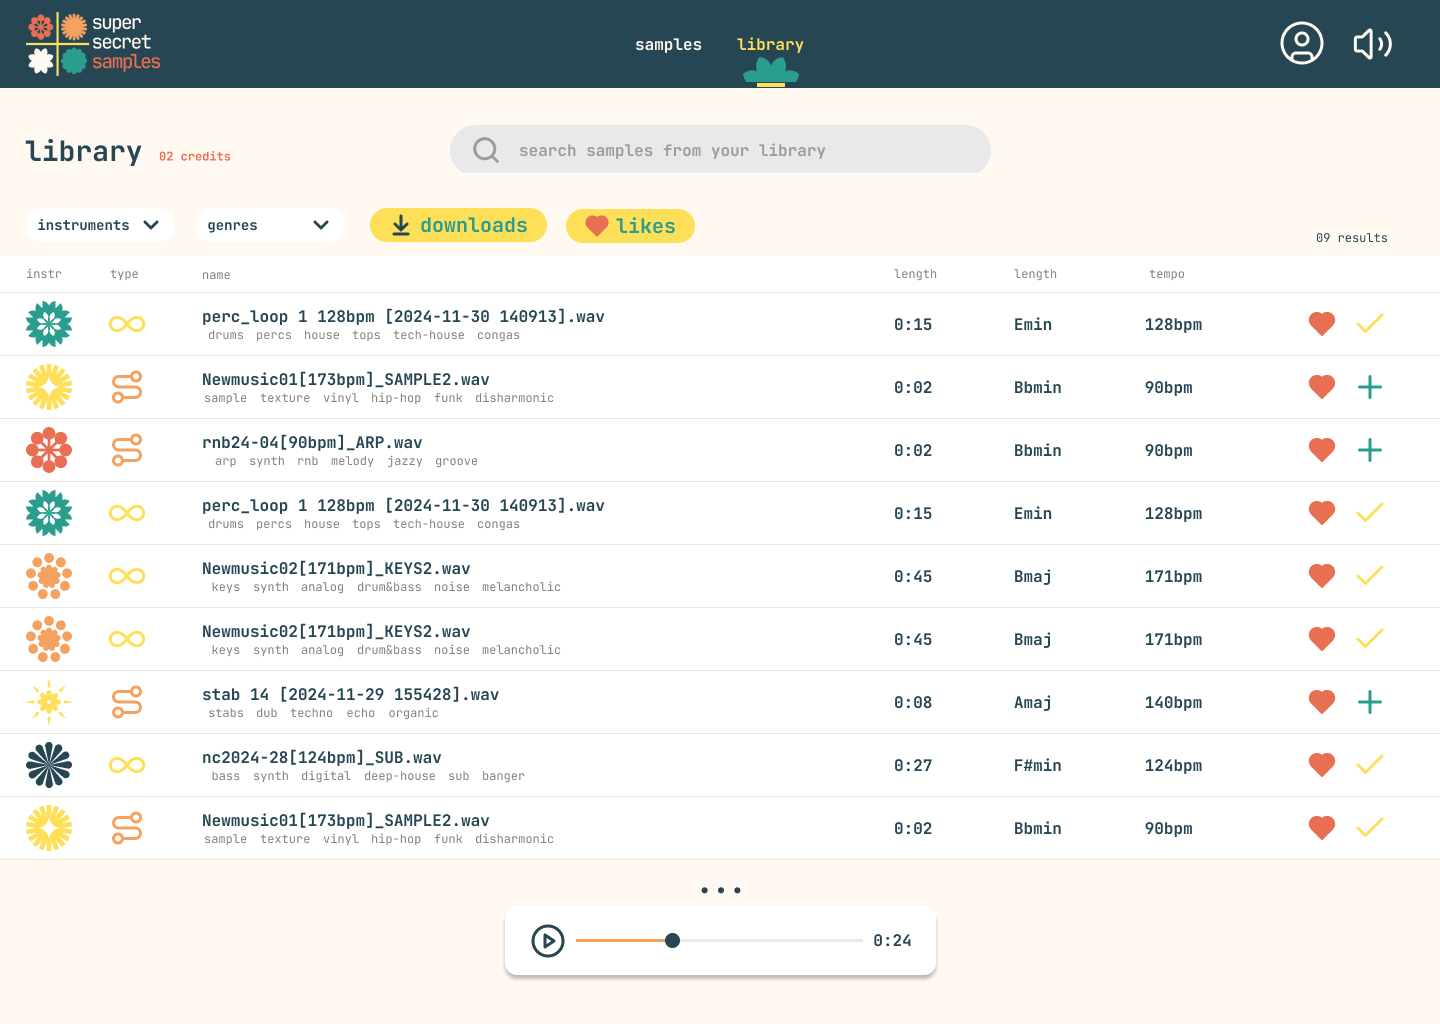 super
secret
samples
samples library
library 02 credits
search samples from your library
instruments genres downloads likes
09 results
instr type name length length tempo
perc_loop 1 128bpm [2024-11-30 140913].wav 0:15 Emin 128bpm
drums percs house tops tech-house congas
Newmusic01[173bpm]_SAMPLE2.wav 0:02 Bbmin 90bpm
sample texture vinyl hip-hop funk disharmonic
rnb24-04[90bpm]_ARP.wav 0:02 Bbmin 90bpm
arp synth rnb melody jazzy groove
perc_loop 1 128bpm [2024-11-30 140913].wav 0:15 Emin 128bpm
drums percs house tops tech-house congas
Newmusic02[171bpm]_KEYS2.wav 0:45 Bmaj 171bpm
keys synth analog drum&bass noise melancholic
Newmusic02[171bpm]_KEYS2.wav 0:45 Bmaj 171bpm
keys synth analog drum&bass noise melancholic
stab 14 [2024-11-29 155428].wav 0:08 Amaj 140bpm
stabs dub techno echo organic
nc2024-28[124bpm]_SUB.wav 0:27 F#min 124bpm
bass synth digital deep-house sub banger
Newmusic01[173bpm]_SAMPLE2.wav 0:02 Bbmin 90bpm
sample texture vinyl hip-hop funk disharmonic
0:24